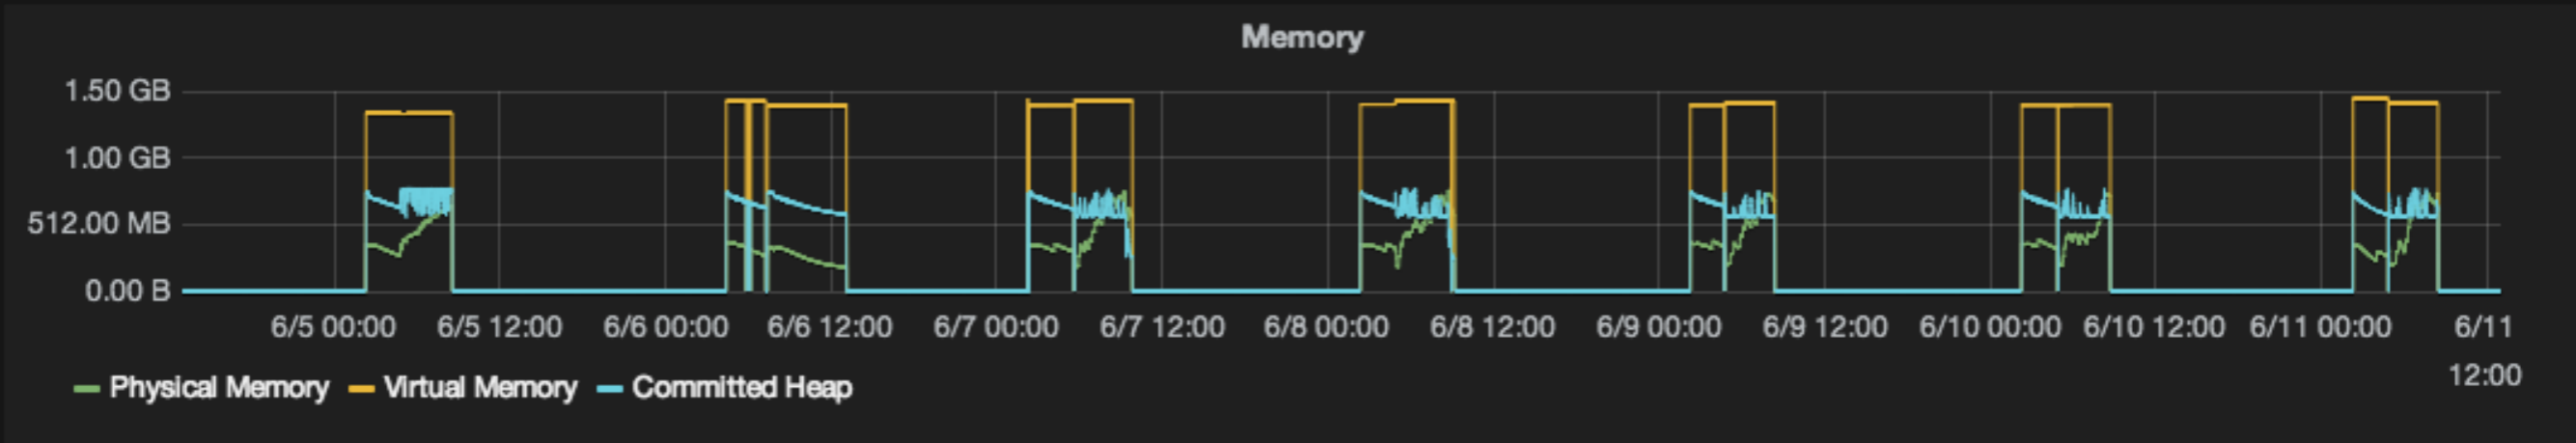 Memory
1.50 GB
1.00 GB
512.00 MB
0.00 B
6/5 00:00 6/5 12:00 6/6 00:00 6/6 12:00 6/7 00:00 6/7 12:00 6/8 00:00 6/8 12:00 6/9 00:00 6/9 12:00 6/10 00:00 6/10 12:00 6/11 00:00 6/11
12:00
Physical Memory Virtual Memory Committed Heap